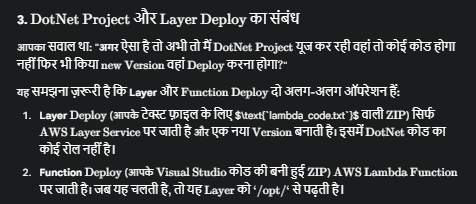 3. DotNet Project और Layer Deploy का संबंध
आपका सवाल था: "अगर ऐसा है तो अभी तो मैं DotNet Project यूज कर रही वहां तो कोई कोड होगा
नहीं फिर भी किया new Version वहां Deploy करना होगा?"
यह समझना ज़रूरी है कि Layer और Function Deploy दो अलग-अलग ऑपरेशन हैं:
1. Layer Deploy (आपके टेक्स्ट फ़ाइल के लिए $\text{`lambda_code.txt`}$ वाली ZIP) सिर्फ
AWS Layer Service पर जाती है और एक नया Version बनाती है। इसमें DotNet कोड का
कोई रोल नहीं है।
2. Function Deploy (आपके Visual Studio कोड की बनी हुई ZIP) AWS Lambda Function
पर जाती है। जब यह चलती है, तो यह Layer को '/opt/' से पढ़ती है।